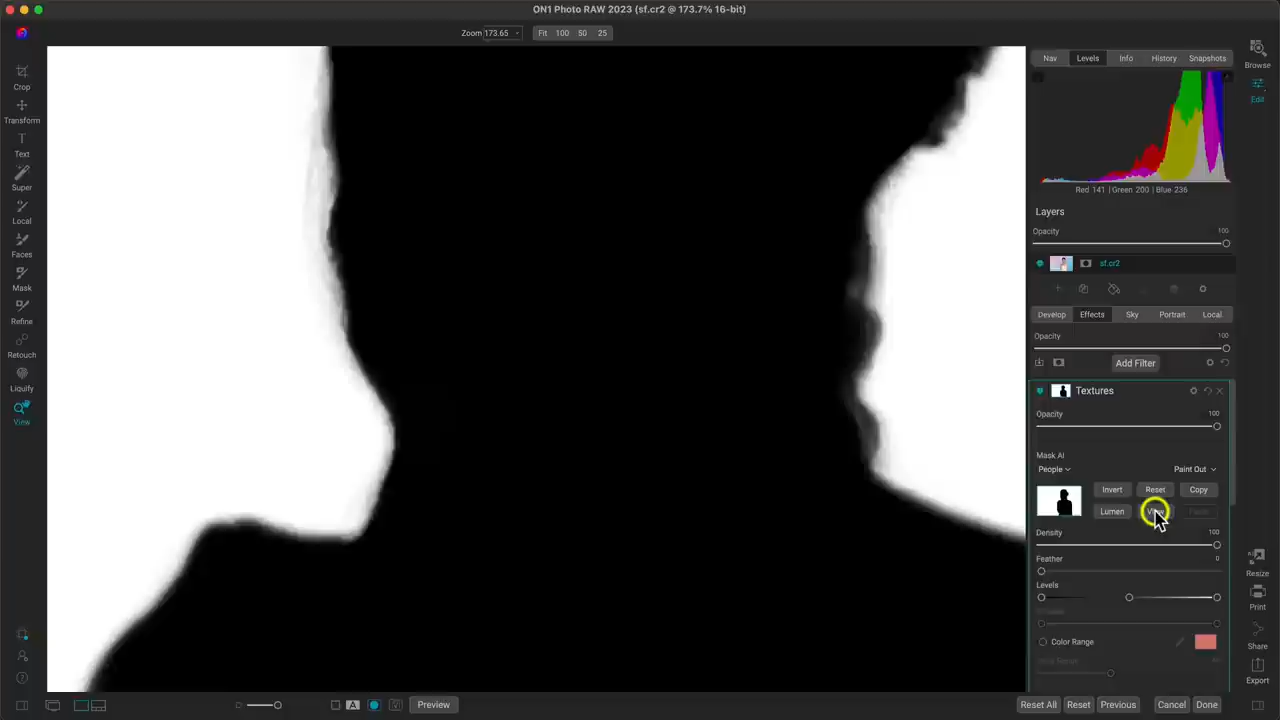 ON1 Photo RAW 2023 (sf.cr2 @ 173.7% 16-bit)
Zoom 173.65 Fit 100 50 25
Crop
Transform
Text
Super
Local
Faces
Mask
Refine
Retouch
Liquify
View
Nav Levels Info History Snapshots
Red 141 | Green 200 | Blue 236
Layers
Opacity 100
sf.cr2
Develop Effects Sky Portrait Local
Opacity 100
Add Filter
Textures
Opacity 100
Mask AI
People Paint Out
Invert Reset Copy
Lumen View
Density 100
Feather 0
Levels
Color Range
Browse
Edit
Resize
Print
Share
Export
A Preview
Reset All Reset Previous Cancel Done